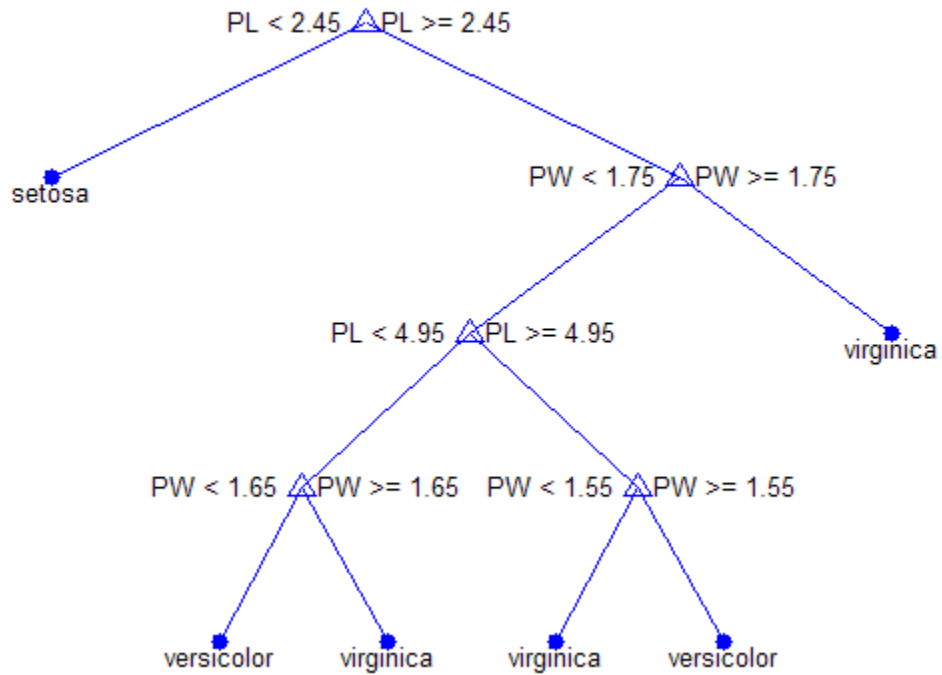 PL < 2.45 PL >= 2.45
setosa
PW < 1.75 PW >= 1.75
PL < 4.95 PL >= 4.95
virginica
PW < 1.65 PW >= 1.65 PW < 1.55 PW >= 1.55
versicolor virginica virginica versicolor